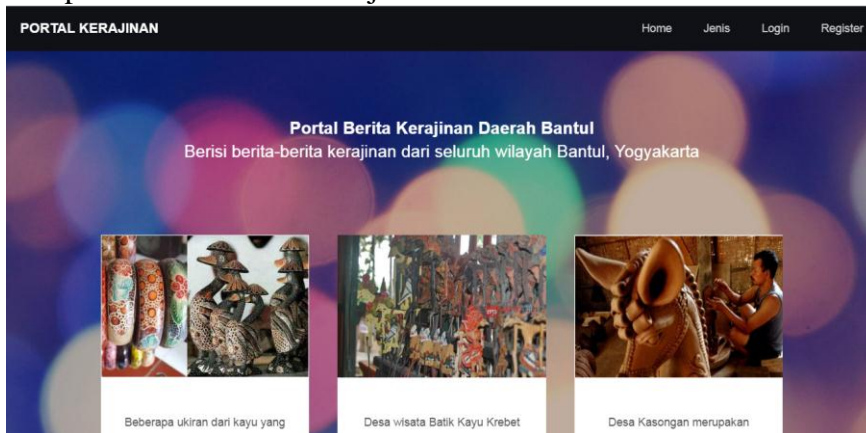 PORTAL KERAJINAN
Home Jenis Login Register
Portal Berita Kerajinan Daerah Bantul
Berisi berita-berita kerajinan dari seluruh wilayah Bantul, Yogyakarta
Beberapa ukiran dari kayu yang
Desa wisata Batik Kayu Krebet
Desa Kasongan merupakan